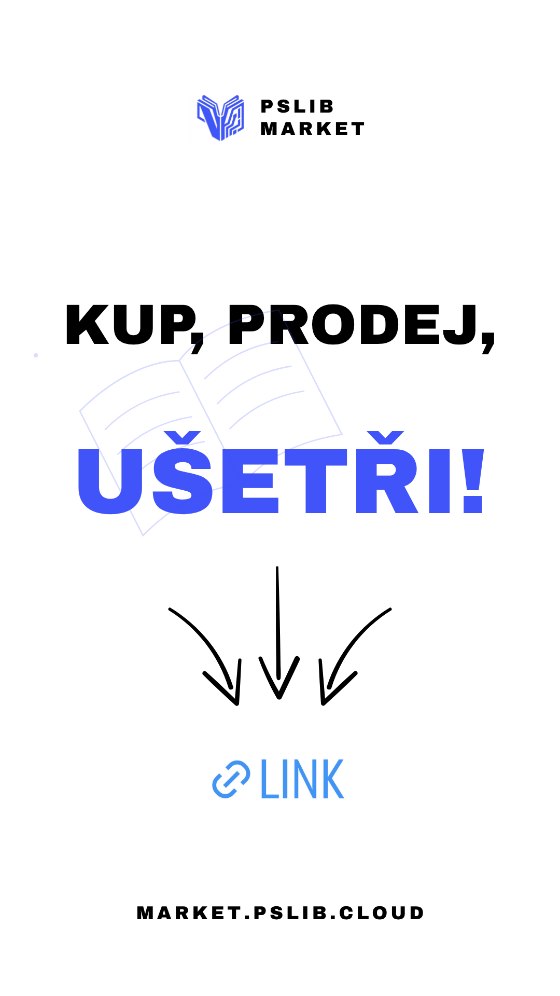 PSLIB
MARKET
KUP, PRODEJ,
UŠETŘI!
LINK
MARKET.PSLIB.CLOUD